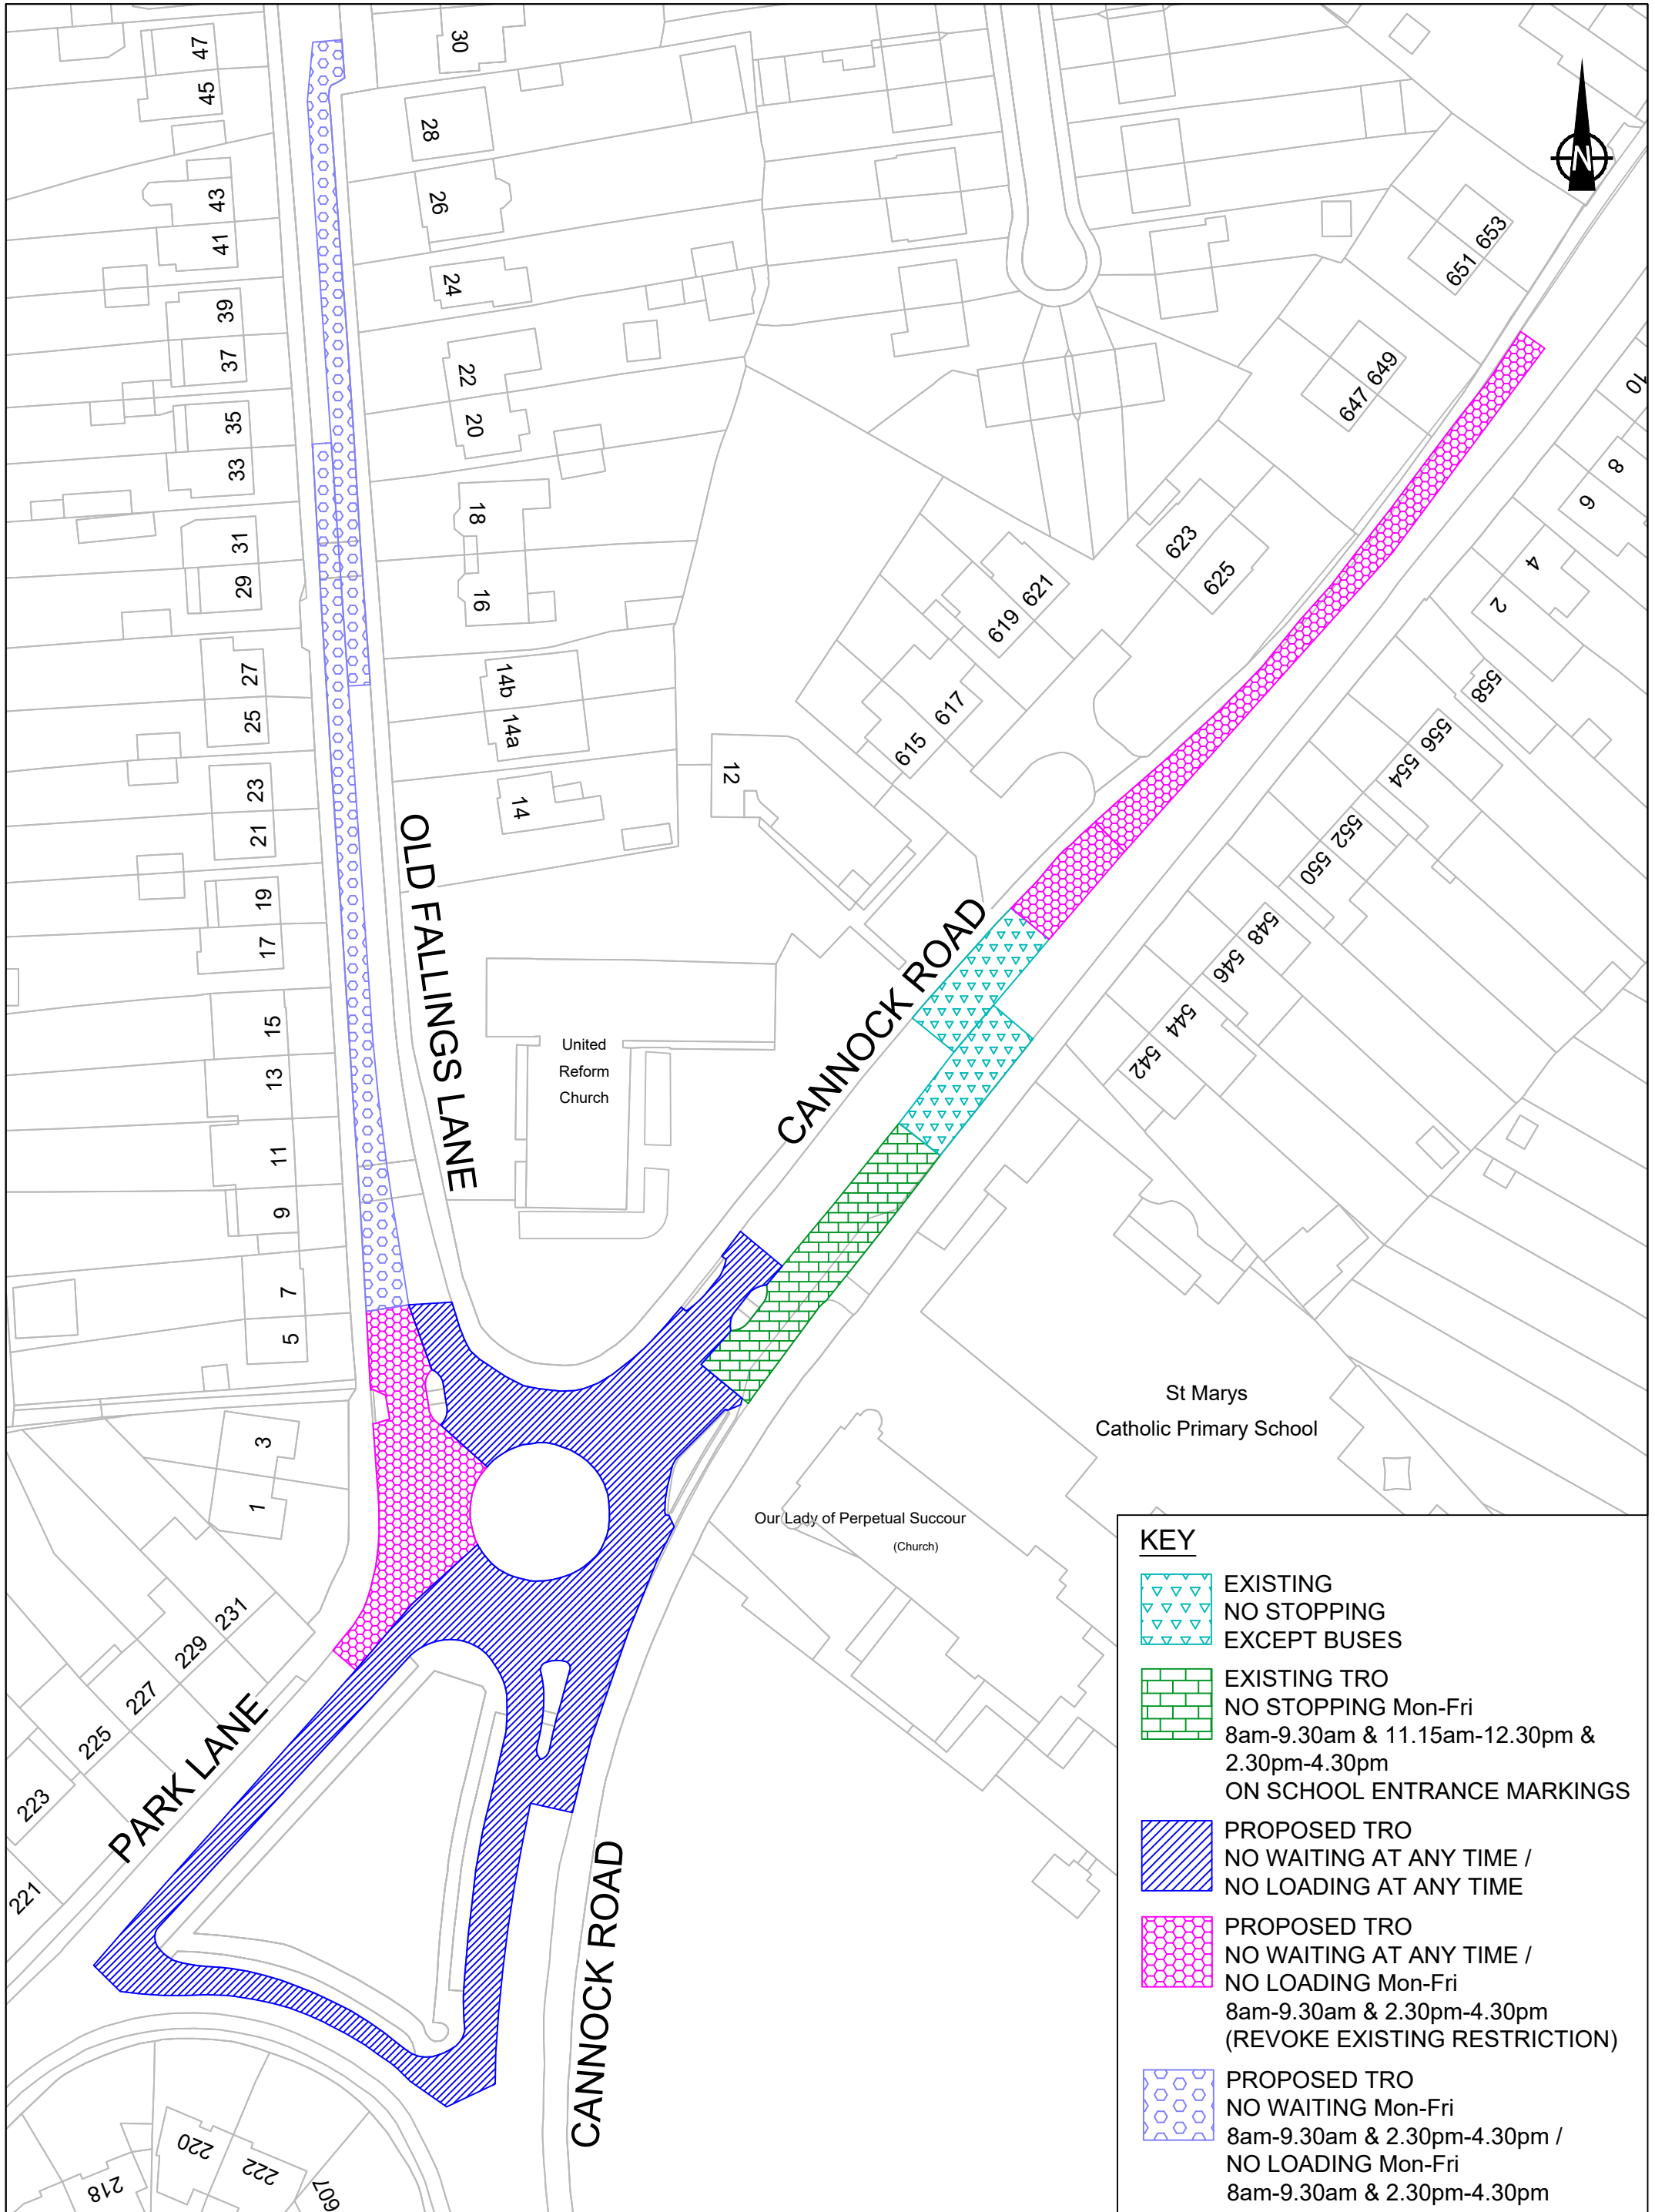 47
45
43
41
39
37
35
33
31
29
27
25
23
21
19
17
15
13
11
9
7
5
3
1
30
28
26
24
22
20
18
16
14b
14a
14
12
OLD FALLINGS LANE
United
Reform
Church
CANNOCK ROAD
N
653
651
649
647
623
625
621
619
617
615
10
8
6
4
2
558
556
554
552
550
548
546
544
542
St Marys
Catholic Primary School
Our Lady of Perpetual Succour
(Church)
231
229
227
225
223
221
PARK LANE
CANNOCK ROAD
220
222
218
607
KEY
EXISTING
NO STOPPING
EXCEPT BUSES
EXISTING TRO
NO STOPPING Mon-Fri
8am-9.30am & 11.15am-12.30pm &
2.30pm-4.30pm
ON SCHOOL ENTRANCE MARKINGS
PROPOSED TRO
NO WAITING AT ANY TIME /
NO LOADING AT ANY TIME
PROPOSED TRO
NO WAITING AT ANY TIME /
NO LOADING Mon-Fri
8am-9.30am & 2.30pm-4.30pm
(REVOKE EXISTING RESTRICTION)
PROPOSED TRO
NO WAITING Mon-Fri
8am-9.30am & 2.30pm-4.30pm /
NO LOADING Mon-Fri
8am-9.30am & 2.30pm-4.30pm